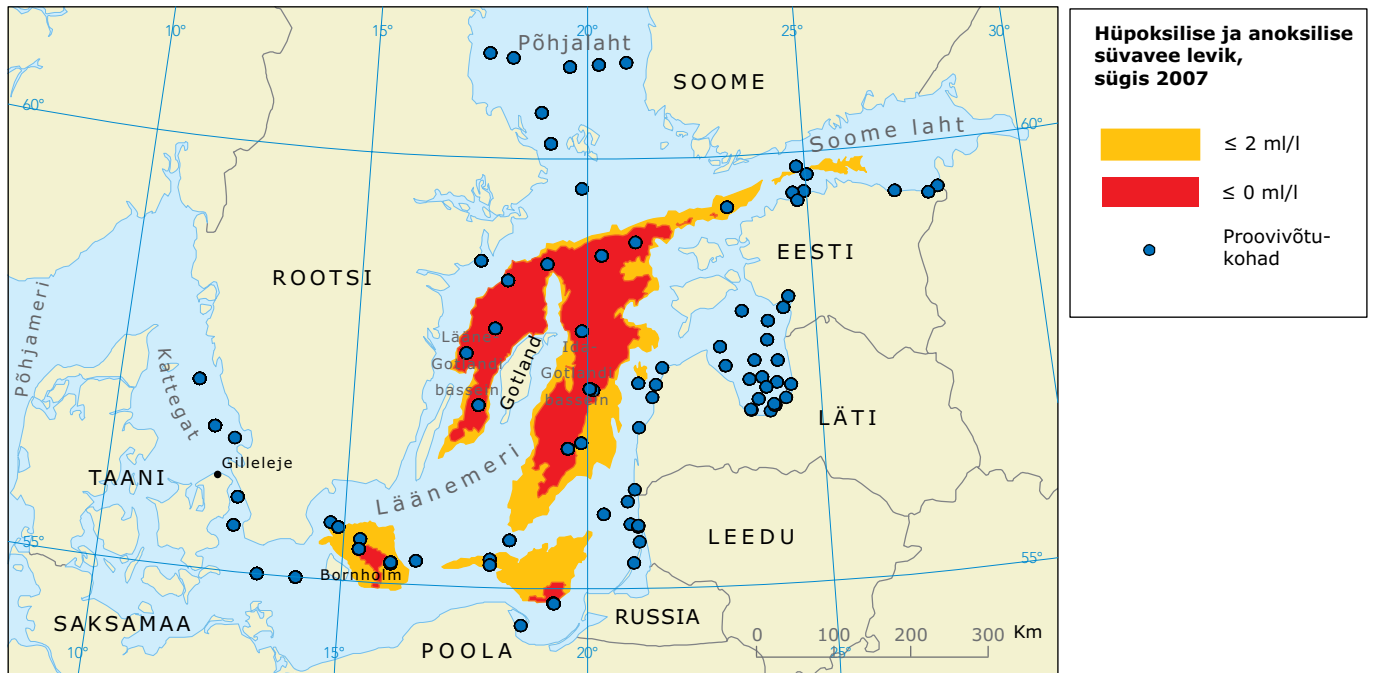 10°
15°
20°
25°
30°
Põhjalaht
SOOME
60°
Soome laht
60°
Põhjameri
ROOTSI
EESTI
Kattegat
Lääne-
Gotlandi
bassein
Gotland
Ida-
Gotlandi
bassein
LÄTI
TAANI
Gilleleje
Läänemeri
LEEDU
55°
55°
Bornholm
SAKSAMAA
POOLA
RUSSIA
0 100 200 300 Km
10°
15°
20°
15°
Hüpoksilise ja anoksilise
süvavee levik,
sügis 2007
≤ 2 ml/l
≤ 0 ml/l
Proovivõtu-
kohad